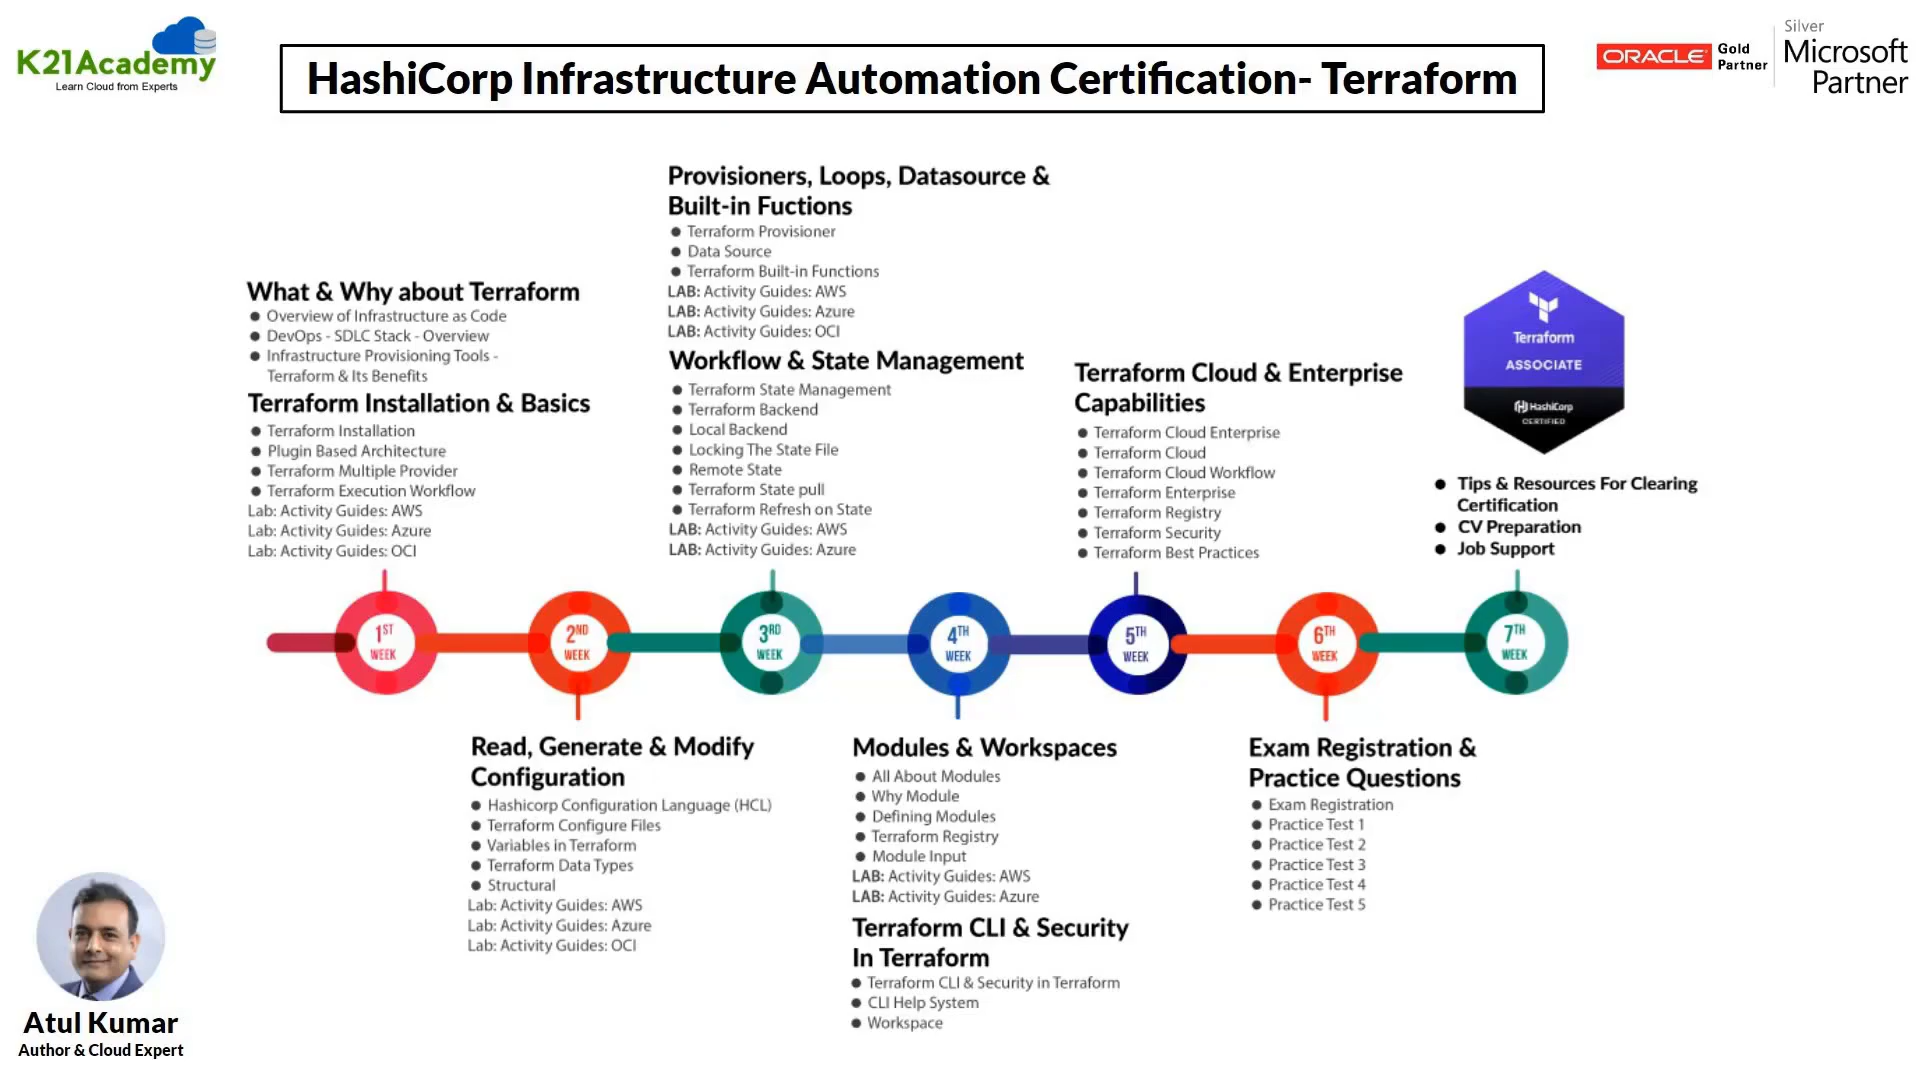 K21Academy
Learn Cloud from Experts
HashiCorp Infrastructure Automation Certification- Terraform
ORACLE
Gold
Partner
Silver
Microsoft
Partner
What & Why about Terraform
Overview of Infrastructure as Code
DevOps - SDLC Stack - Overview
Infrastructure Provisioning Tools -
Terraform & Its Benefits
Terraform Installation & Basics
Terraform Installation
Plugin Based Architecture
Terraform Multiple Provider
Terraform Execution Workflow
Lab: Activity Guides: AWS
Lab: Activity Guides: Azure
Lab: Activity Guides: OCI
Provisioners, Loops, Datasource &
Built-in Fuctions
Terraform Provisioner
Data Source
Terraform Built-in Functions
LAB: Activity Guides: AWS
LAB: Activity Guides: Azure
LAB: Activity Guides: OCI
Workflow & State Management
Terraform State Management
Terraform Backend
Local Backend
Locking The State File
Remote State
Terraform State pull
Terraform Refresh on State
LAB: Activity Guides: AWS
LAB: Activity Guides: Azure
Terraform Cloud & Enterprise
Capabilities
Terraform Cloud Enterprise
Terraform Cloud
Terraform Cloud Workflow
Terraform Enterprise
Terraform Registry
Terraform Security
Terraform Best Practices
Terraform
ASSOCIATE
HashiCorp
CERTIFIED
Tips & Resources For Clearing
Certification
CV Preparation
Job Support
1ST
WEEK
2ND
WEEK
3RD
WEEK
4TH
WEEK
5TH
WEEK
6TH
WEEK
7TH
WEEK
Read, Generate & Modify
Configuration
Hashicorp Configuration Language (HCL)
Terraform Configure Files
Variables in Terraform
Terraform Data Types
Structural
Lab: Activity Guides: AWS
Lab: Activity Guides: Azure
Lab: Activity Guides: OCI
Modules & Workspaces
All About Modules
Why Module
Defining Modules
Terraform Registry
Module Input
LAB: Activity Guides: AWS
LAB: Activity Guides: Azure
Terraform CLI & Security
In Terraform
Terraform CLI & Security in Terraform
CLI Help System
Workspace
Exam Registration &
Practice Questions
Exam Registration
Practice Test 1
Practice Test 2
Practice Test 3
Practice Test 4
Practice Test 5
Atul Kumar
Author & Cloud Expert